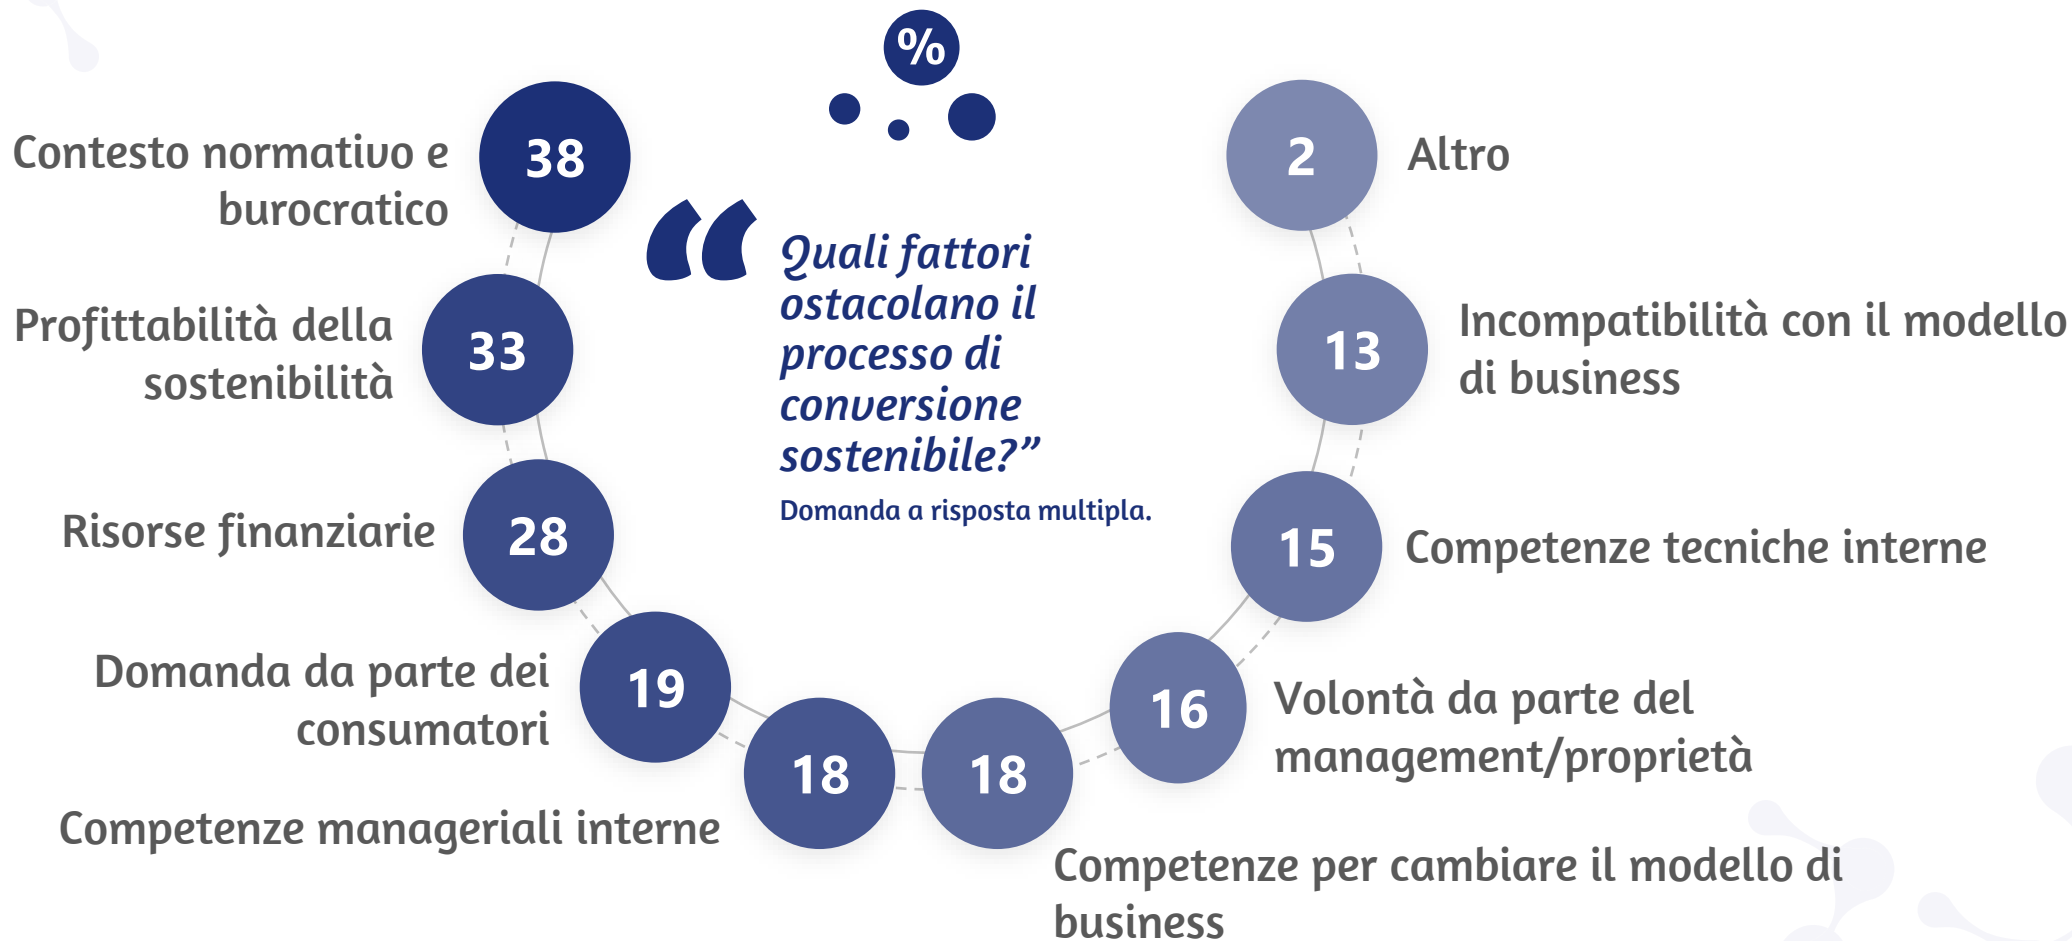 %
38
Contesto normativo e
burocratico
33
Profittabilità della
sostenibilità
28
Risorse finanziarie
19
Domanda da parte dei
consumatori
18
Competenze manageriali interne
“Quali fattori
ostacolano il
processo di
conversione
sostenibile?”
Domanda a risposta multipla.
2
Altro
13
Incompatibilità con il modello
di business
15
Competenze tecniche interne
16
Volontà da parte del
management/proprietà
18
Competenze per cambiare il modello di
business